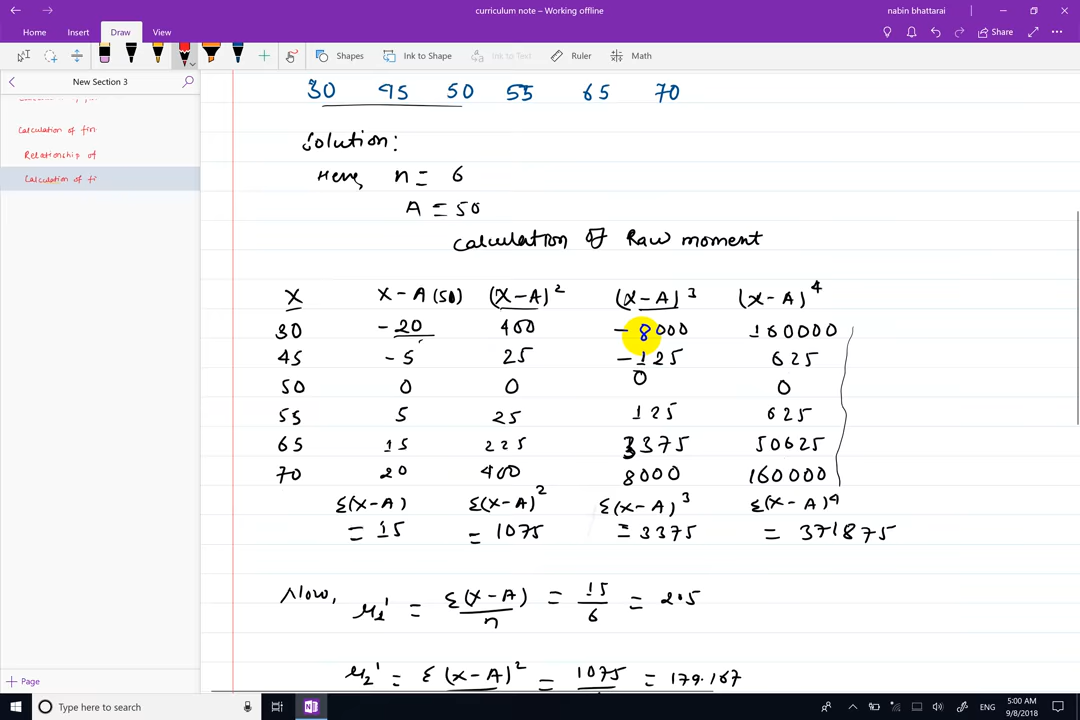 curriculum note – Working offline
nabin bhattarai
Home Insert Draw View
Share
Shapes Ink to Shape Ink to Text Ruler Math
New Section 3
Calculation of fin
Relationship of
Calculation of fi
30 45 50 55 65 70
Solution:
Here, n = 6
A = 50
Calculation of Raw moment
X X – A (50) (X – A)² (X – A)³ (X – A)⁴
30 – 20 400 – 8000 160000
45 – 5 25 – 125 625
50 0 0 0 0
55 5 25 125 625
65 15 225 3375 50625
70 20 400 8000 160000
Σ(X – A) Σ(X – A)² Σ(X – A)³ Σ(X – A)⁴
= 15 = 1075 = 3375 = 371875
Now, μ₁' = Σ(X – A)/n = 15/6 = 2.5
μ₂' = Σ(X – A)² = 1075 = 179.167
+ Page
Type here to search
ENG
5:00 AM
9/8/2018